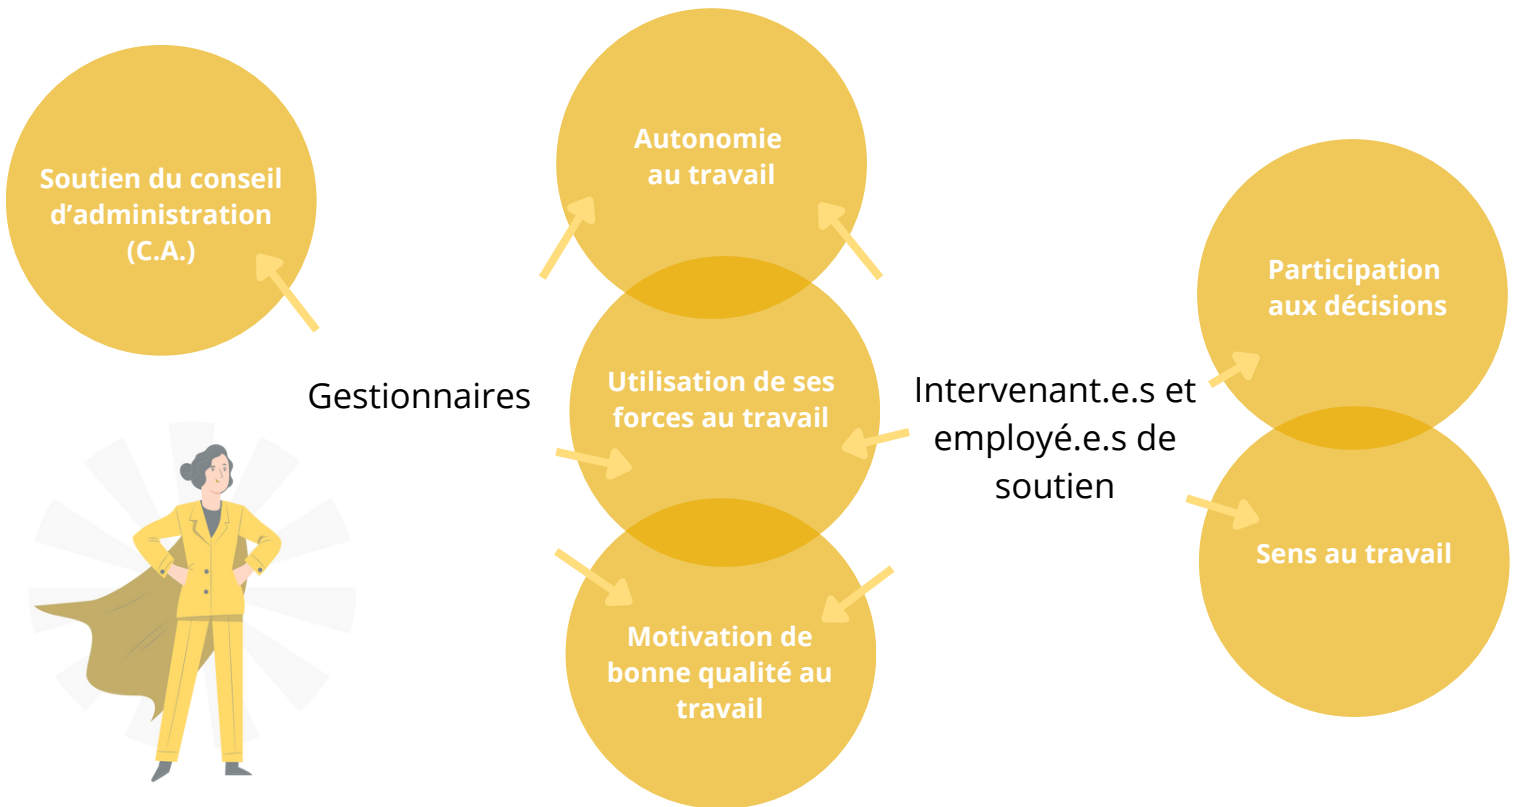 Soutien du conseil
d’administration
(C.A.)
Gestionnaires
Autonomie
au travail
Utilisation de ses
forces au travail
Motivation de
bonne qualité au
travail
Intervenant.e.s et
employé.e.s de
soutien
Participation
aux décisions
Sens au travail